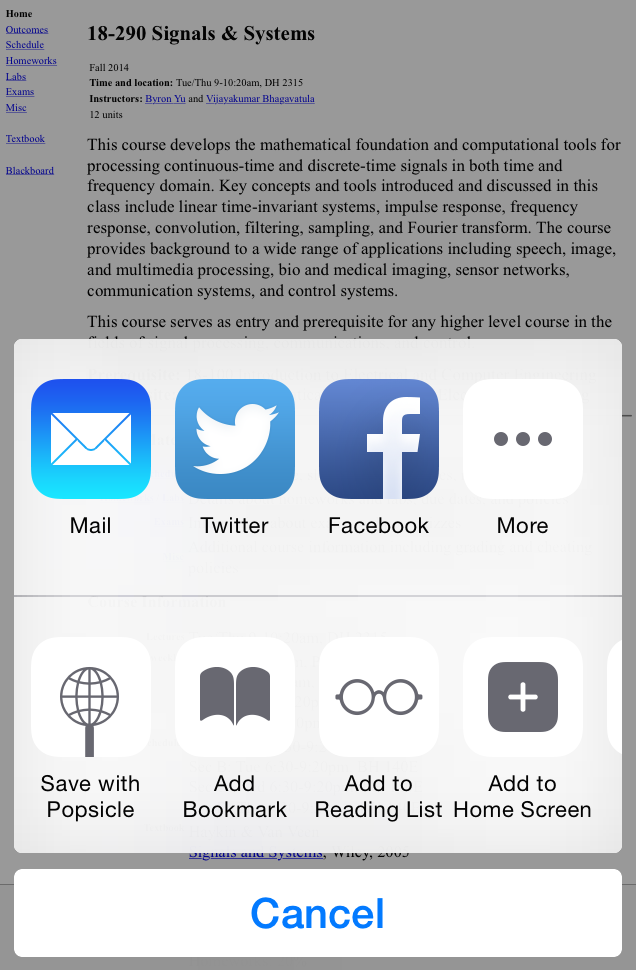 Home
Outcomes
Schedule
Homeworks
Labs
Exams
Misc
Textbook
Blackboard
18-290 Signals & Systems
Fall 2014
Time and location: Tue/Thu 9-10:20am, DH 2315
Instructors: Byron Yu and Vijayakumar Bhagavatula
12 units
This course develops the mathematical foundation and computational tools for
processing continuous-time and discrete-time signals in both time and
frequency domain. Key concepts and tools introduced and discussed in this
class include linear time-invariant systems, impulse response, frequency
response, convolution, filtering, sampling, and Fourier transform. The course
provides background to a wide range of applications including speech, image,
and multimedia processing, bio and medical imaging, sensor networks,
communication systems, and control systems.
This course serves as entry and prerequisite for any higher level course in the
Mail
Twitter
Facebook
More
Save with
Popsicle
Add
Bookmark
Add to
Reading List
Add to
Home Screen
Signals and Systems, Wiley, 2005
Cancel